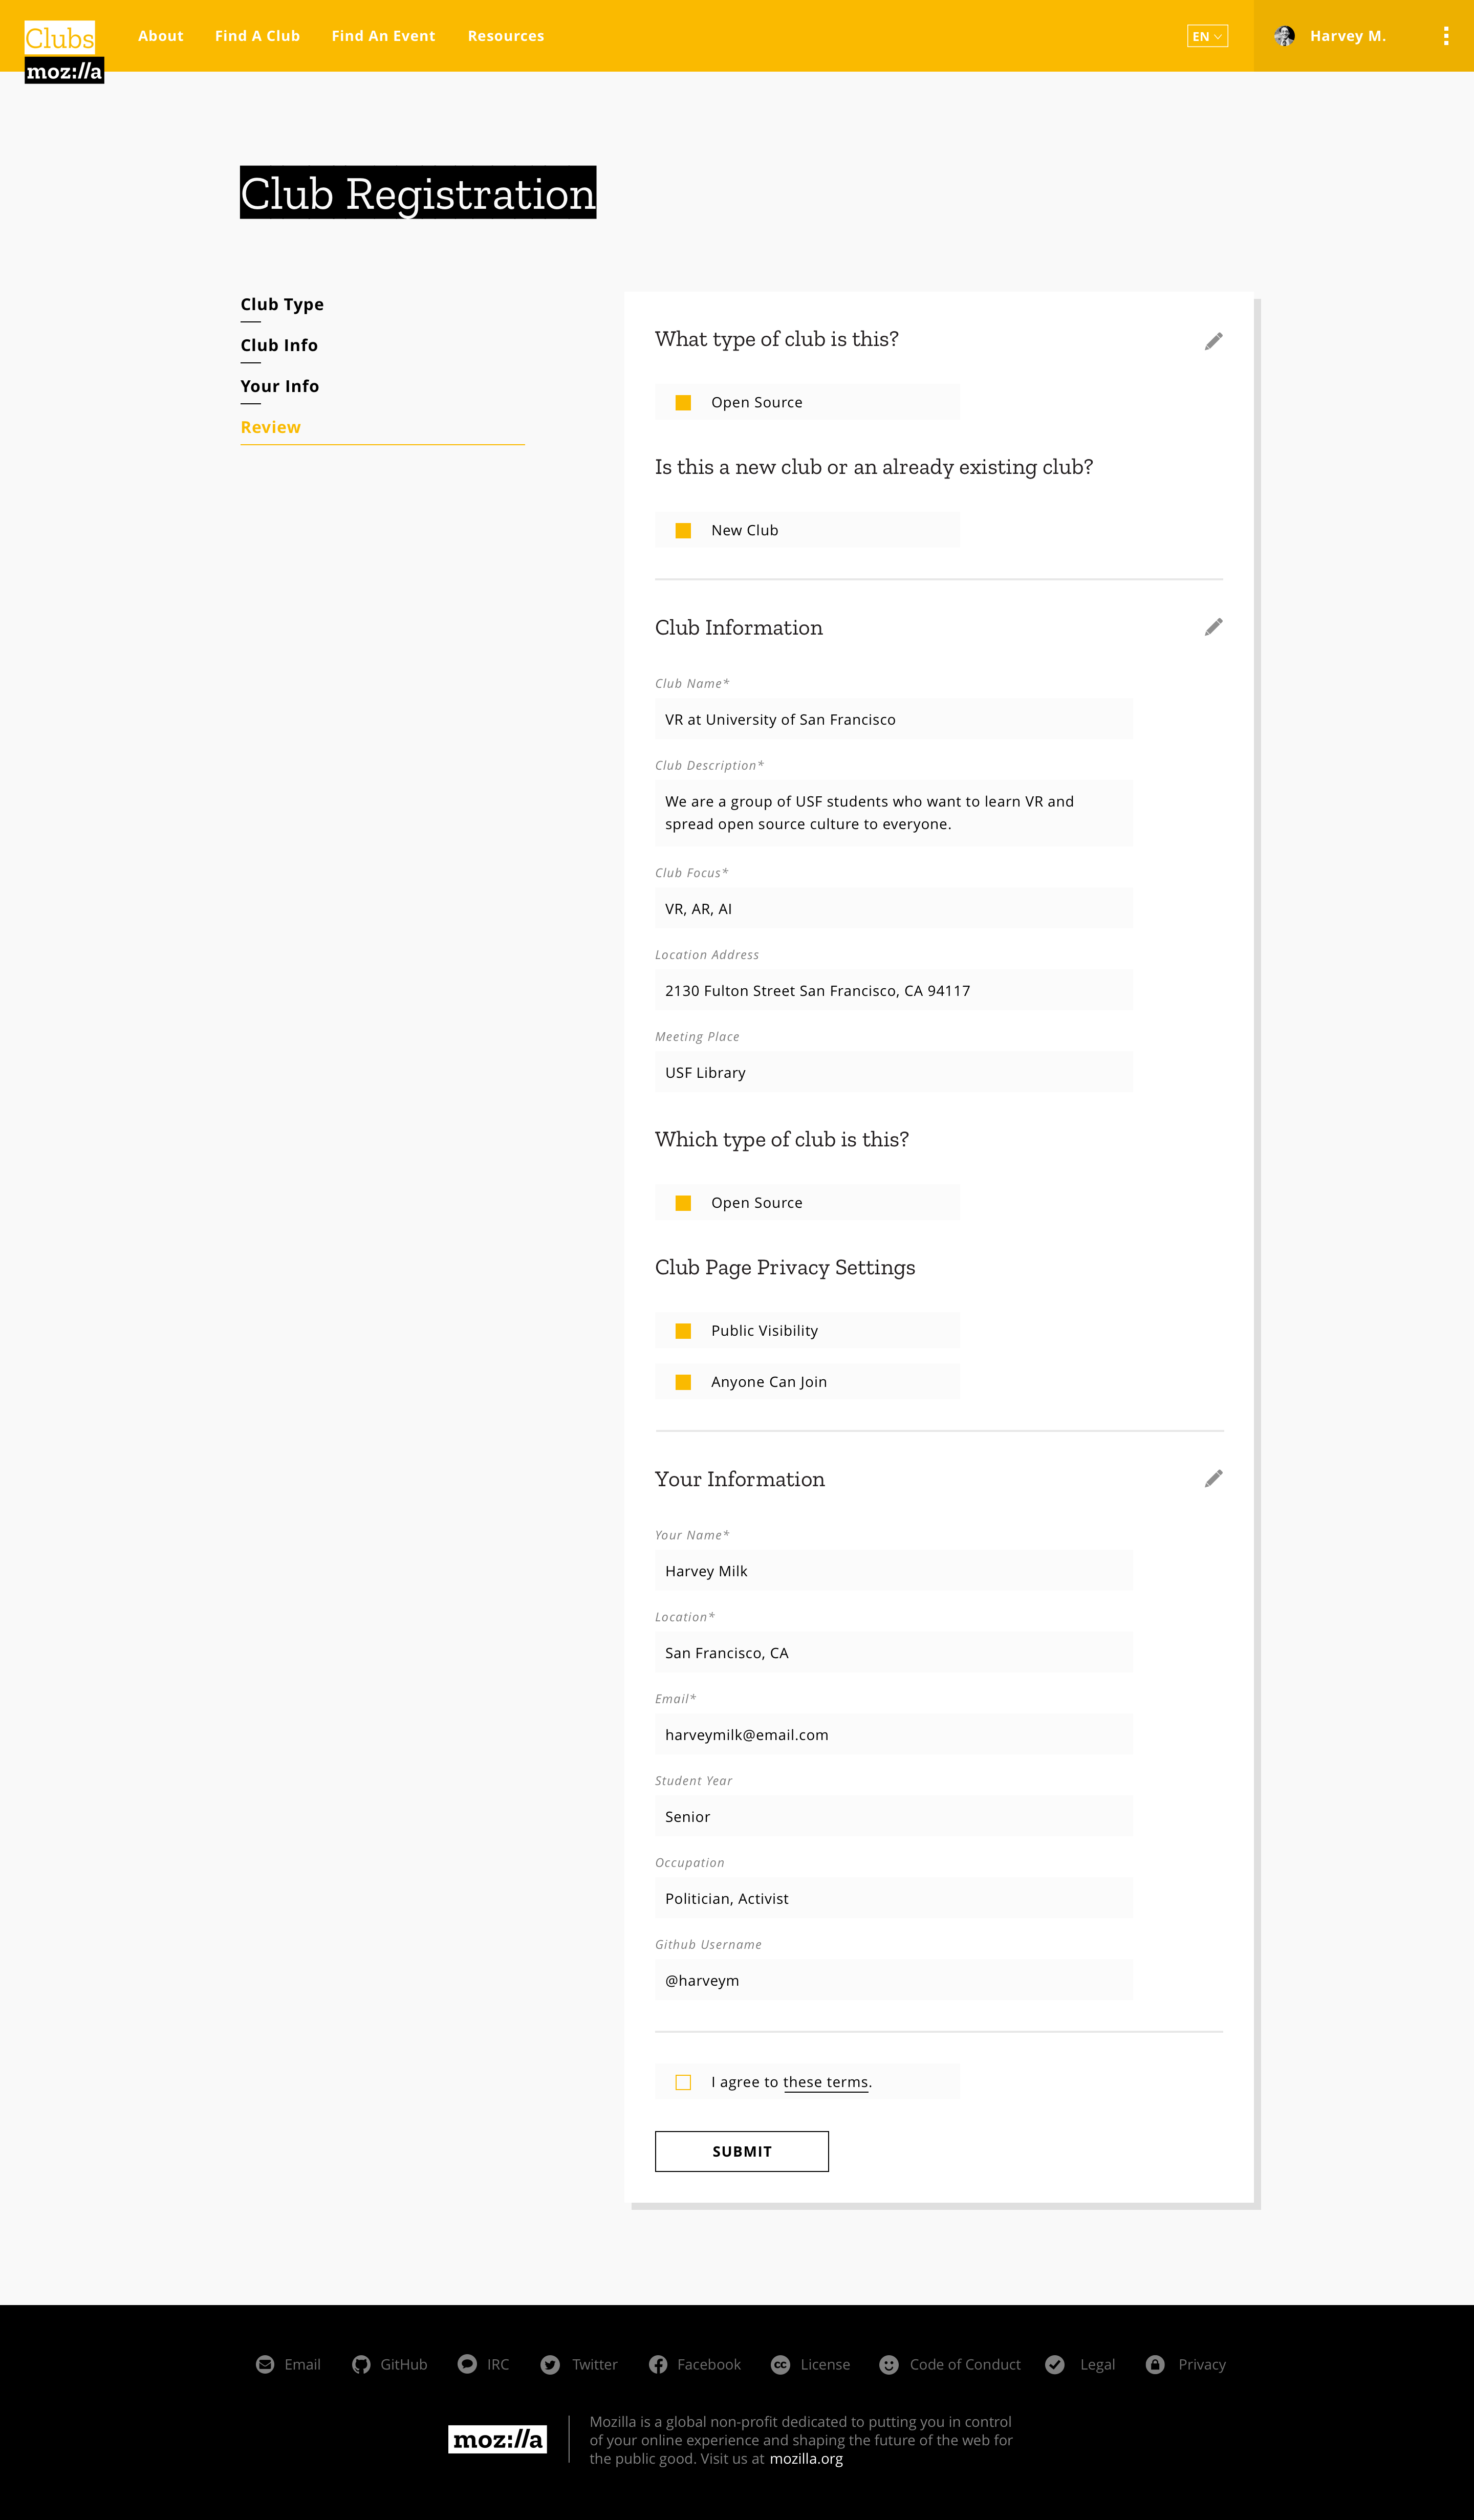 Clubs
moz://a
About
Find A Club
Find An Event
Resources
EN
Harvey M.
Club Registration
Club Type
Club Info
Your Info
Review
What type of club is this?
Open Source
Is this a new club or an already existing club?
New Club
Club Information
Club Name*
VR at University of San Francisco
Club Description*
We are a group of USF students who want to learn VR and
spread open source culture to everyone.
Club Focus*
VR, AR, AI
Location Address
2130 Fulton Street San Francisco, CA 94117
Meeting Place
USF Library
Which type of club is this?
Open Source
Club Page Privacy Settings
Public Visibility
Anyone Can Join
Your Information
Your Name*
Harvey Milk
Location*
San Francisco, CA
Email*
harveymilk@email.com
Student Year
Senior
Occupation
Politician, Activist
Github Username
@harveym
I agree to these terms.
SUBMIT
Email
GitHub
IRC
Twitter
Facebook
cc
License
Code of Conduct
Legal
Privacy
moz://a
Mozilla is a global non-profit dedicated to putting you in control
of your online experience and shaping the future of the web for
the public good. Visit us at mozilla.org